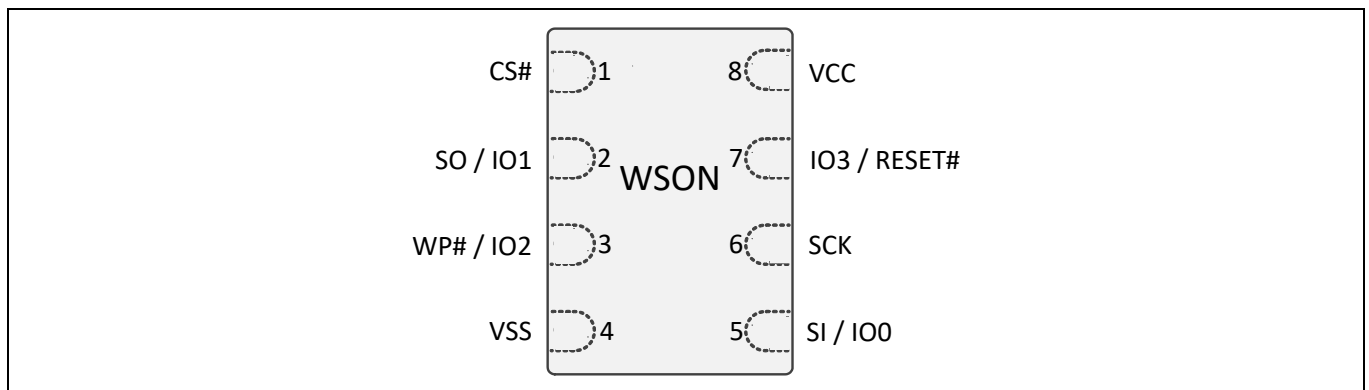 CS# 1 8 VCC
SO / IO1 2 7 IO3 / RESET#
WSON
WP# / IO2 3 6 SCK
VSS 4 5 SI / IO0